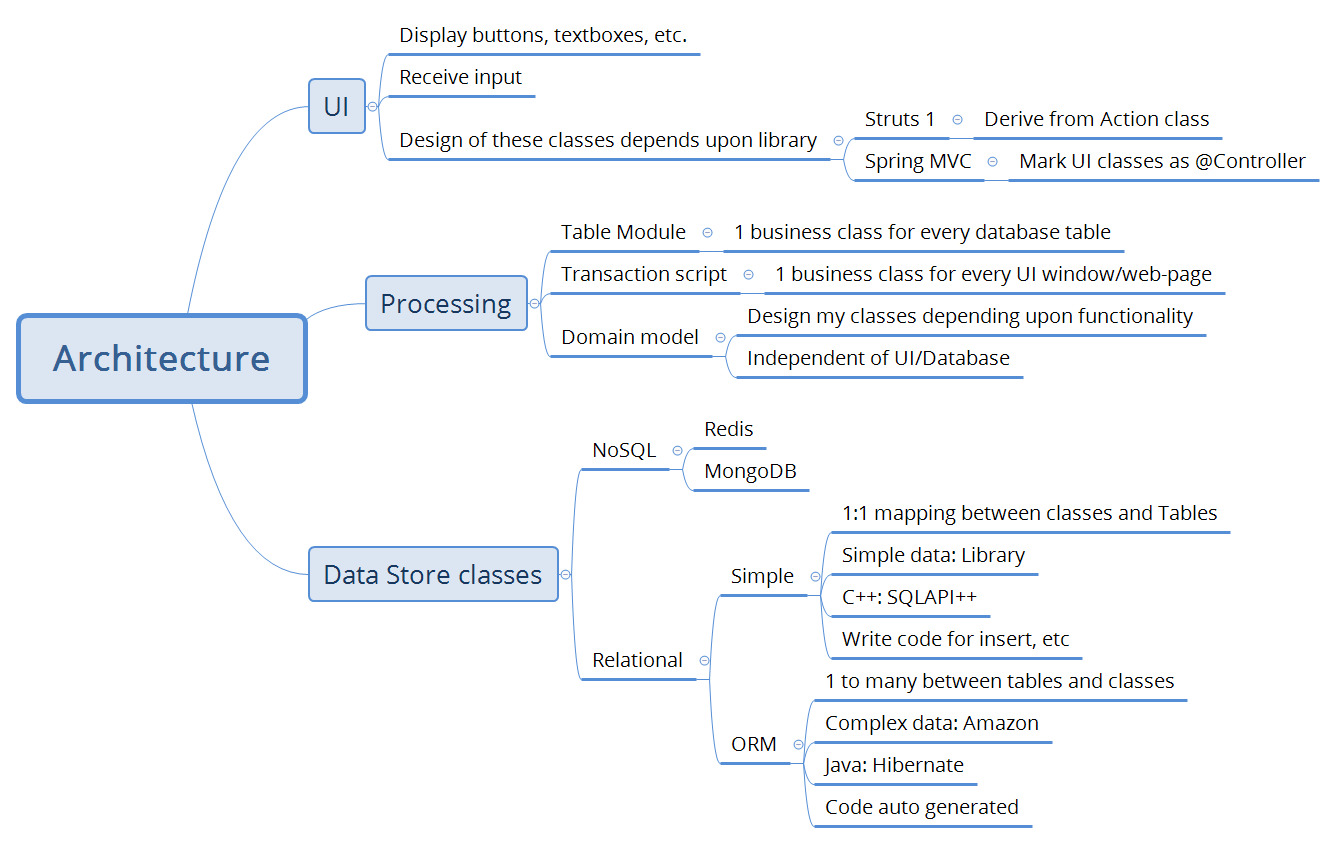 Architecture
UI
Display buttons, textboxes, etc.
Receive input
Design of these classes depends upon library
Struts 1
Derive from Action class
Spring MVC
Mark UI classes as @Controller
Processing
Table Module
1 business class for every database table
Transaction script
1 business class for every UI window/web-page
Domain model
Design my classes depending upon functionality
Independent of UI/Database
Data Store classes
NoSQL
Redis
MongoDB
Relational
Simple
1:1 mapping between classes and Tables
Simple data: Library
C++: SQLAPI++
Write code for insert, etc
ORM
1 to many between tables and classes
Complex data: Amazon
Java: Hibernate
Code auto generated